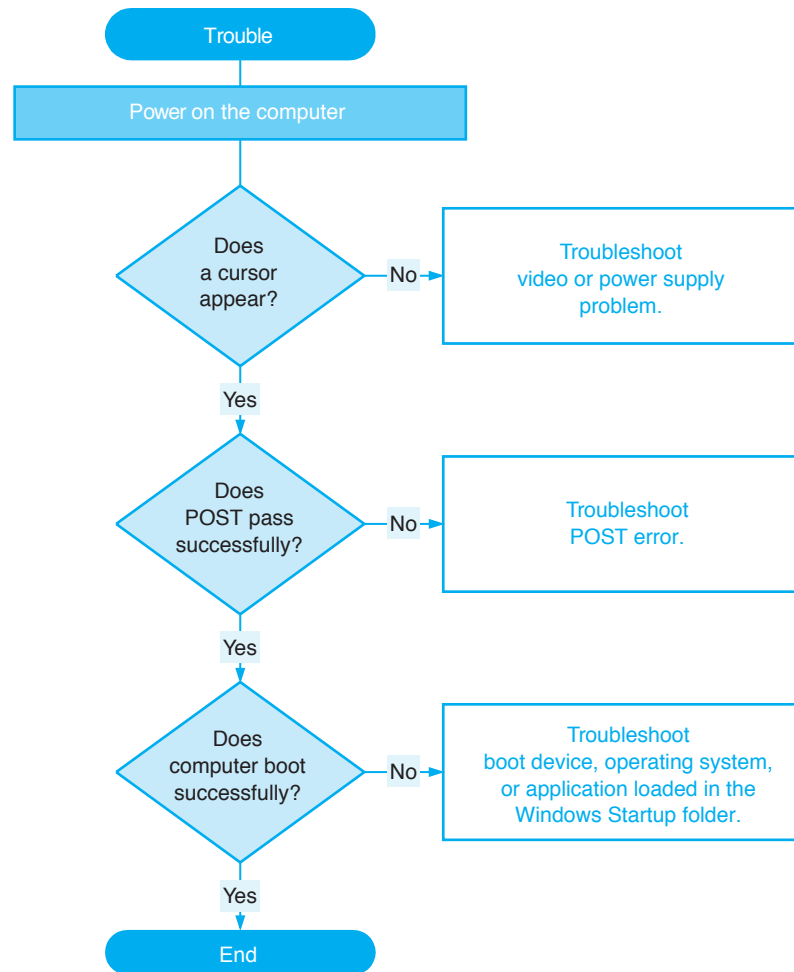 Trouble
Power on the computer
Does
a cursor
appear?
No
Troubleshoot
video or power supply
problem.
Yes
Does
POST pass
successfully?
No
Troubleshoot
POST error.
Yes
Does
computer boot
successfully?
No
Troubleshoot
boot device, operating system,
or application loaded in the
Windows Startup folder.
Yes
End